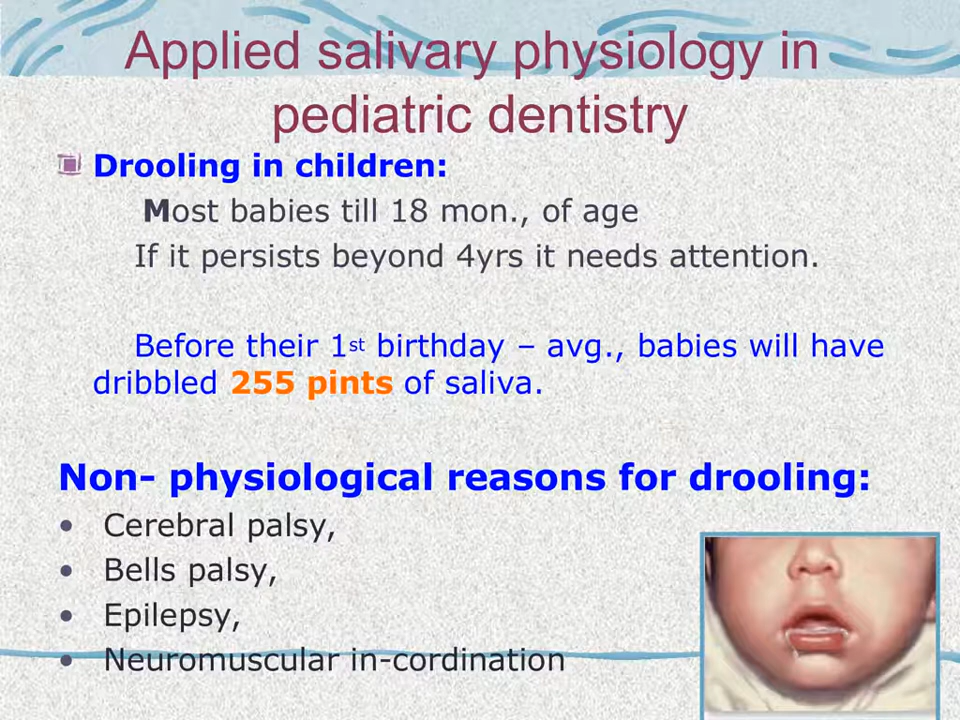 Applied salivary physiology in
pediatric dentistry
Drooling in children:
Most babies till 18 mon., of age
If it persists beyond 4yrs it needs attention.
Before their 1st birthday – avg., babies will have
dribbled 255 pints of saliva.
Non- physiological reasons for drooling:
• Cerebral palsy,
• Bells palsy,
• Epilepsy,
• Neuromuscular in-cordination